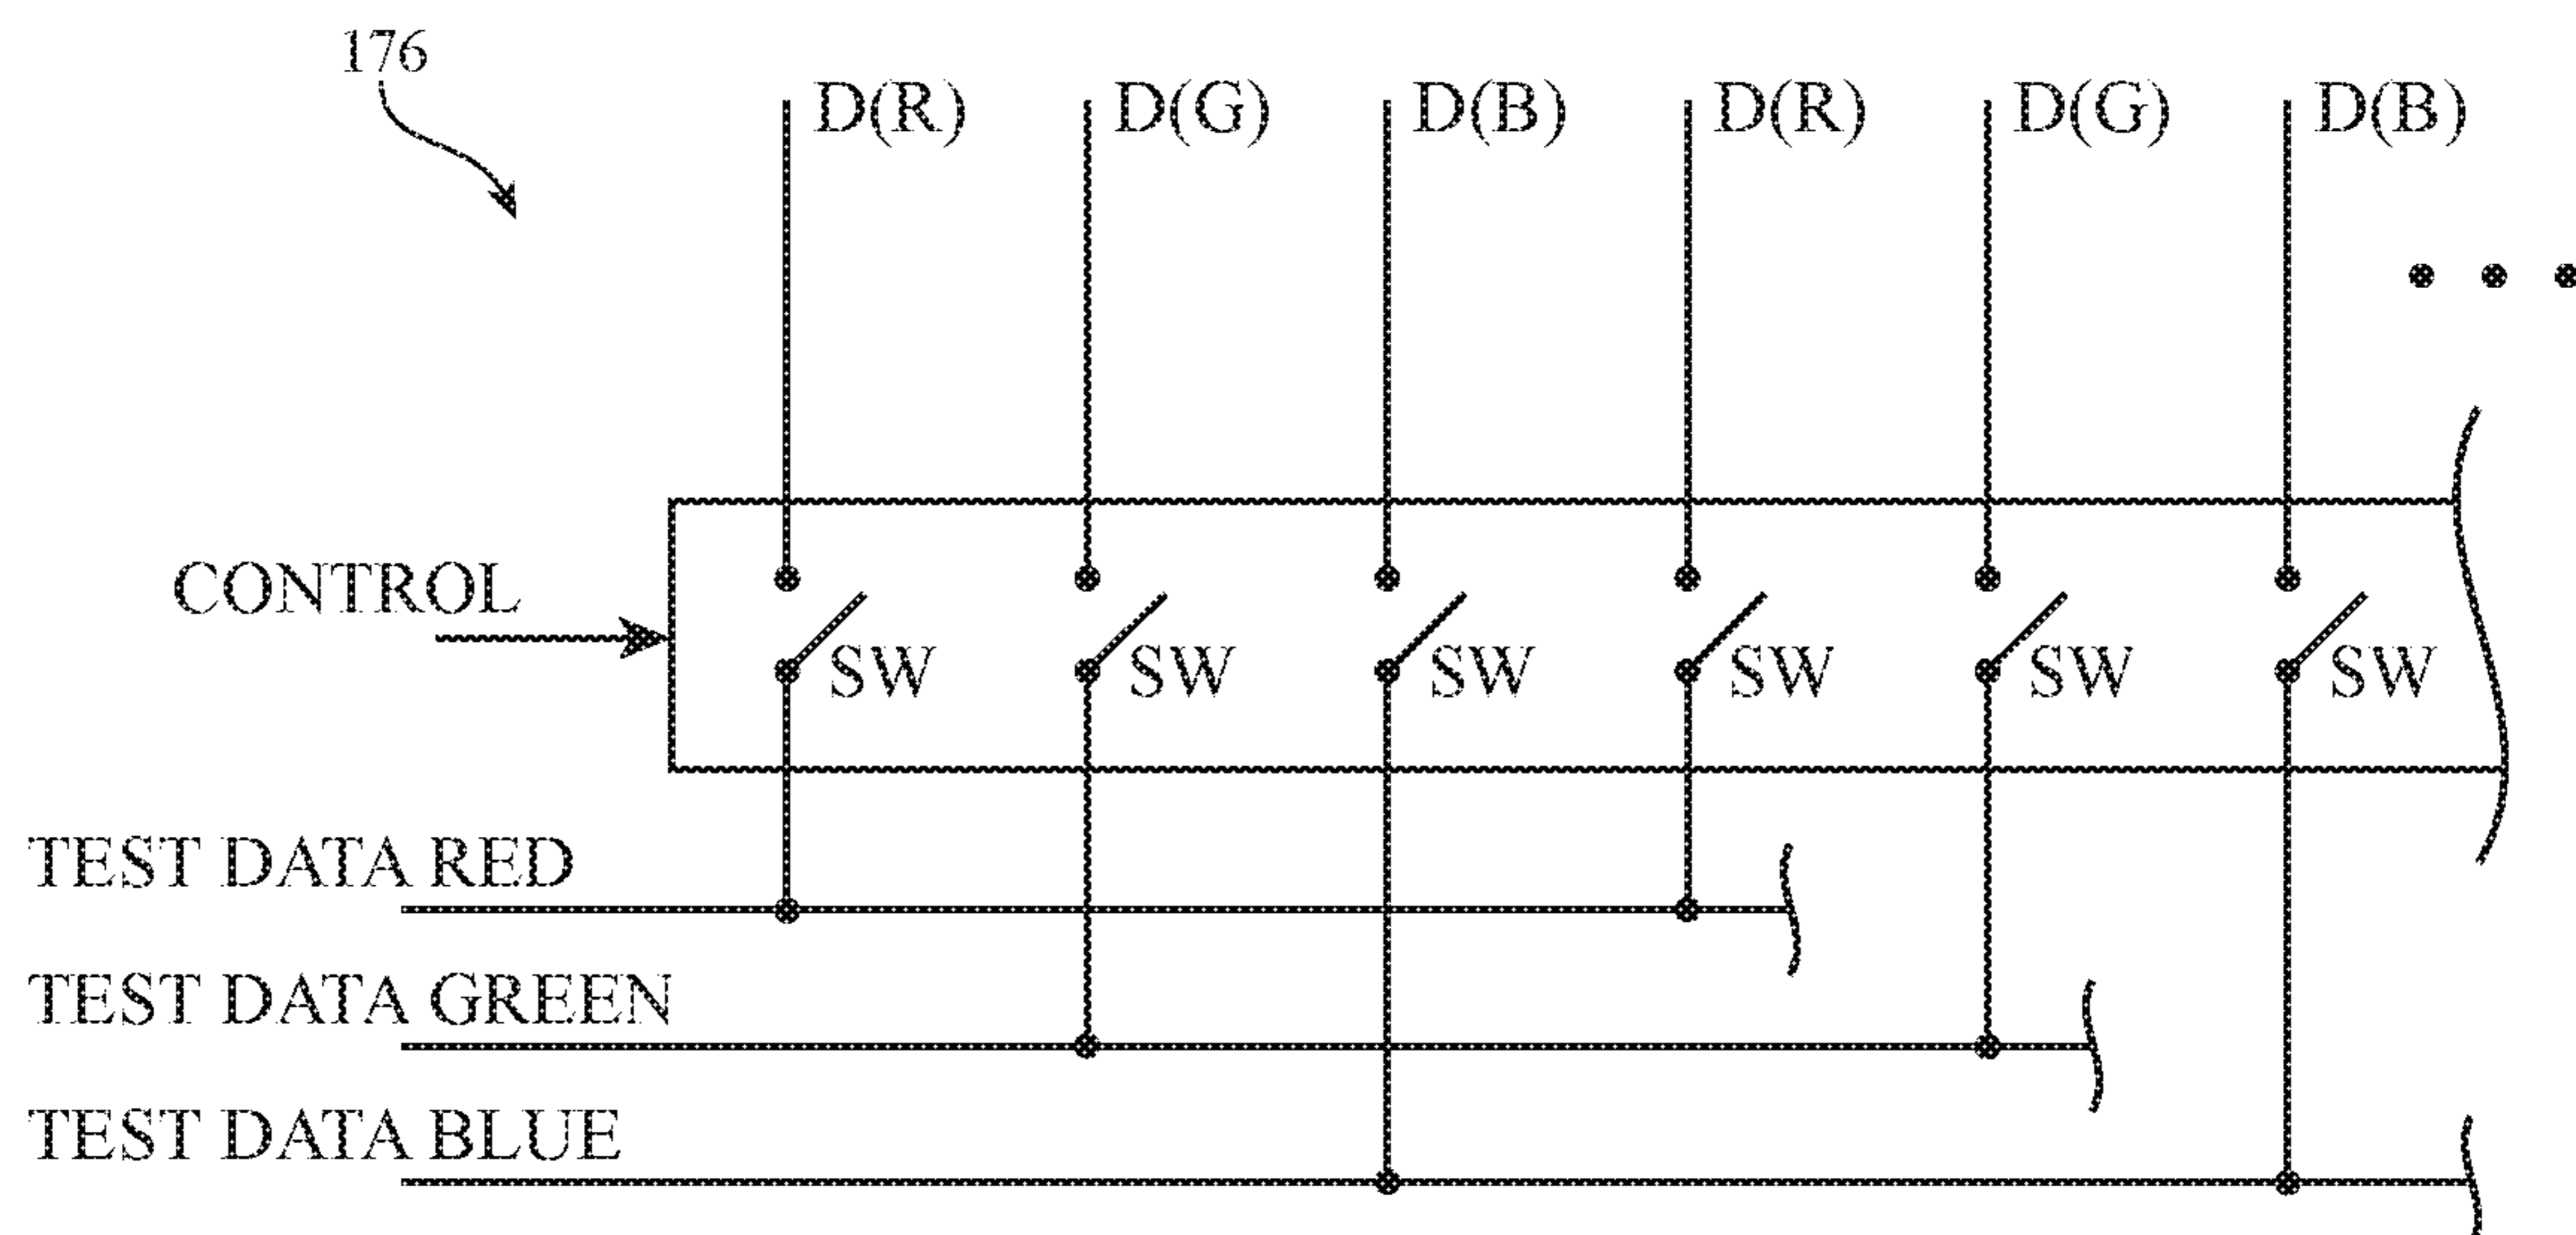 176
D(R) D(G) D(B) D(R) D(G) D(B)
CONTROL
SW SW SW SW SW SW
TEST DATA RED
TEST DATA GREEN
TEST DATA BLUE